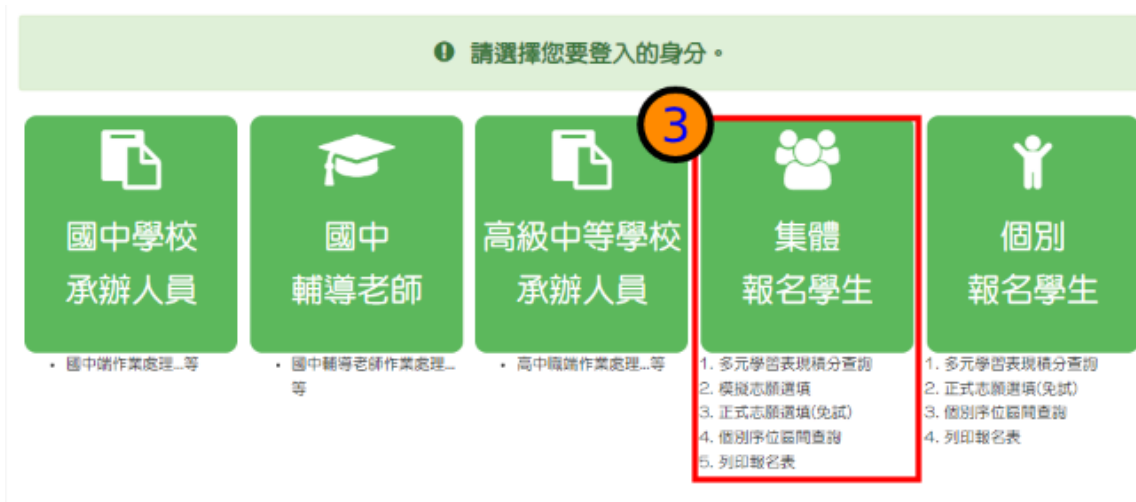 請選擇您要登入的身分。
3
國中學校
承辦人員
• 國中端作業處理...等
國中
輔導老師
• 國中輔導老師作業處理...
等
高級中等學校
承辦人員
• 高中職端作業處理...等
集體
報名學生
1. 多元學習表現積分查詢
2. 模擬志願選填
3. 正式志願選填(免試)
4. 個別序位區間查詢
5. 列印報名表
個別
報名學生
1. 多元學習表現積分查詢
2. 正式志願選填(免試)
3. 個別序位區間查詢
4. 列印報名表